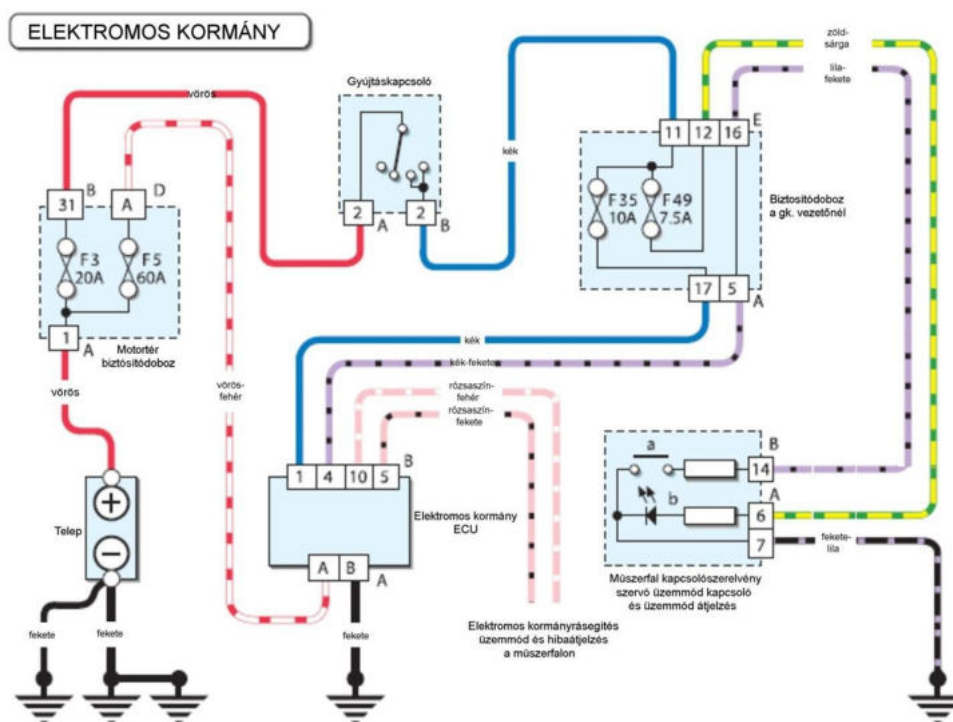 ELEKTROMOS KORMÁNY
zöld-
sárga
lila-
fekete
Gyújtáskapcsoló
vörös
kék
E
11 12 16
B
D
31
A
2
A
2
B
F3
20A
F5
60A
F35
10A
F49
7.5A
Biztosítódoboz
a gk. vezetőnél
17 5
A
1
A
Motortér
biztósítódoboz
kék
kék-fekete
vörös
vörös-
fehér
rózsaszín-
fehér
rózsaszín-
fekete
B
1 4 10 5
a
B
14
b
A
6
7
Telep
Elektromos kormány
ECU
A B
A
fekete-
lila
Műszerfal kapcsolószerelvény
szervó üzemmód kapcsoló
és üzemmód átjelzés
fekete
fekete
fekete
Elektromos kormányrásegítés
üzemmód és hibaátjelzés
a műszerfalon